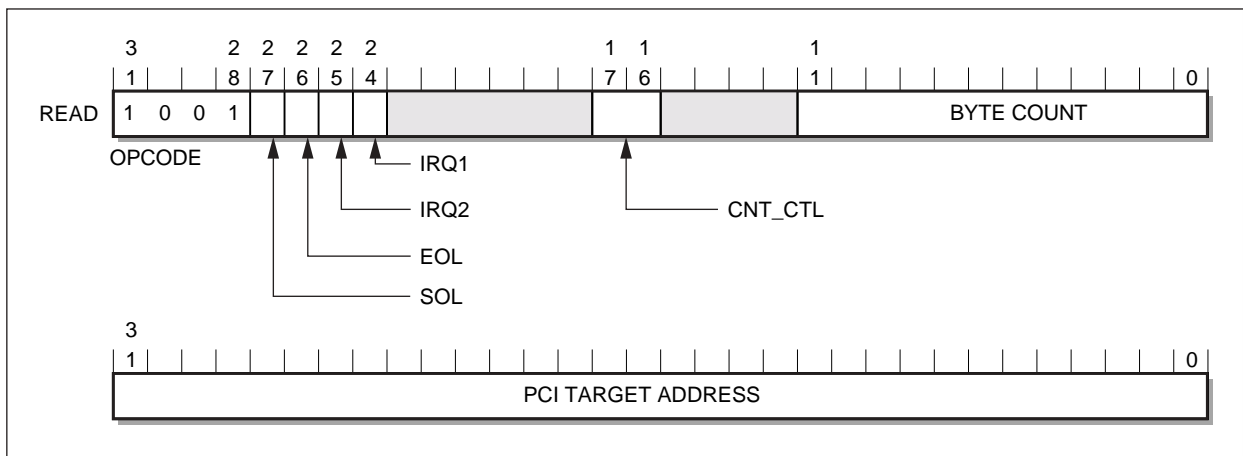 3 2 2 2 2 2 1 1 1
1 8 7 6 5 4 7 6 1 0
READ 1 0 0 1 BYTE COUNT
OPCODE
IRQ1
IRQ2 CNT_CTL
EOL
SOL
3
1 0
PCI TARGET ADDRESS